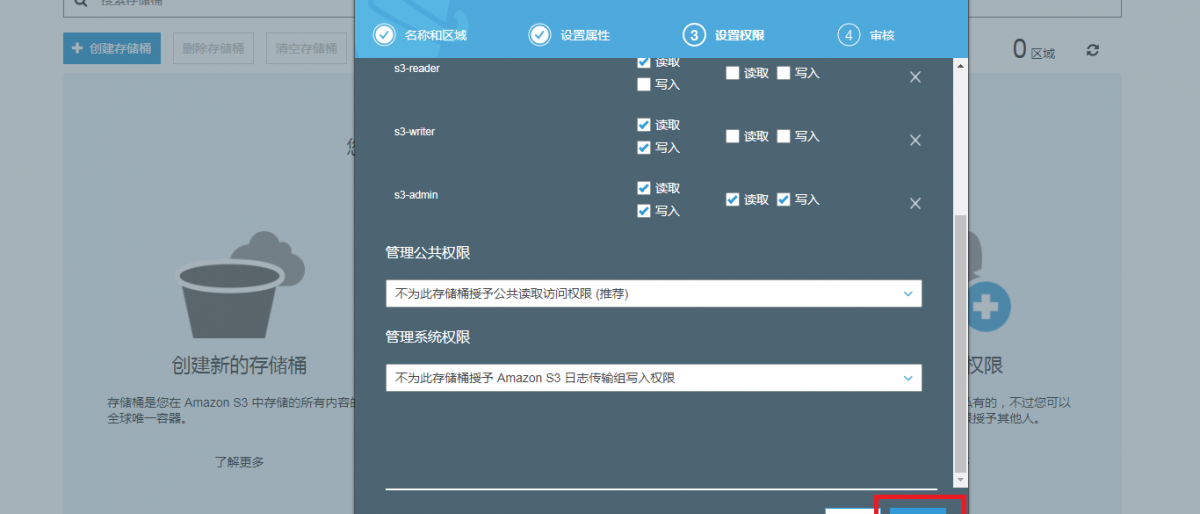 搜索存储桶
创建存储桶
删除存储桶
清空存储桶
0 区域
名称和区域
设置属性
3 设置权限
4 审核
s3-reader
读取
写入
读取 写入
s3-writer
读取
写入
读取 写入
s3-admin
读取
写入
读取 写入
管理公共权限
不为此存储桶授予公共读取访问权限 (推荐)
管理系统权限
不为此存储桶授予 Amazon S3 日志传输组写入权限
创建新的存储桶
存储桶是您在 Amazon S3 中存储的所有内容的
全球唯一容器。
了解更多
权限
有的，不过您可以
授予其他人。